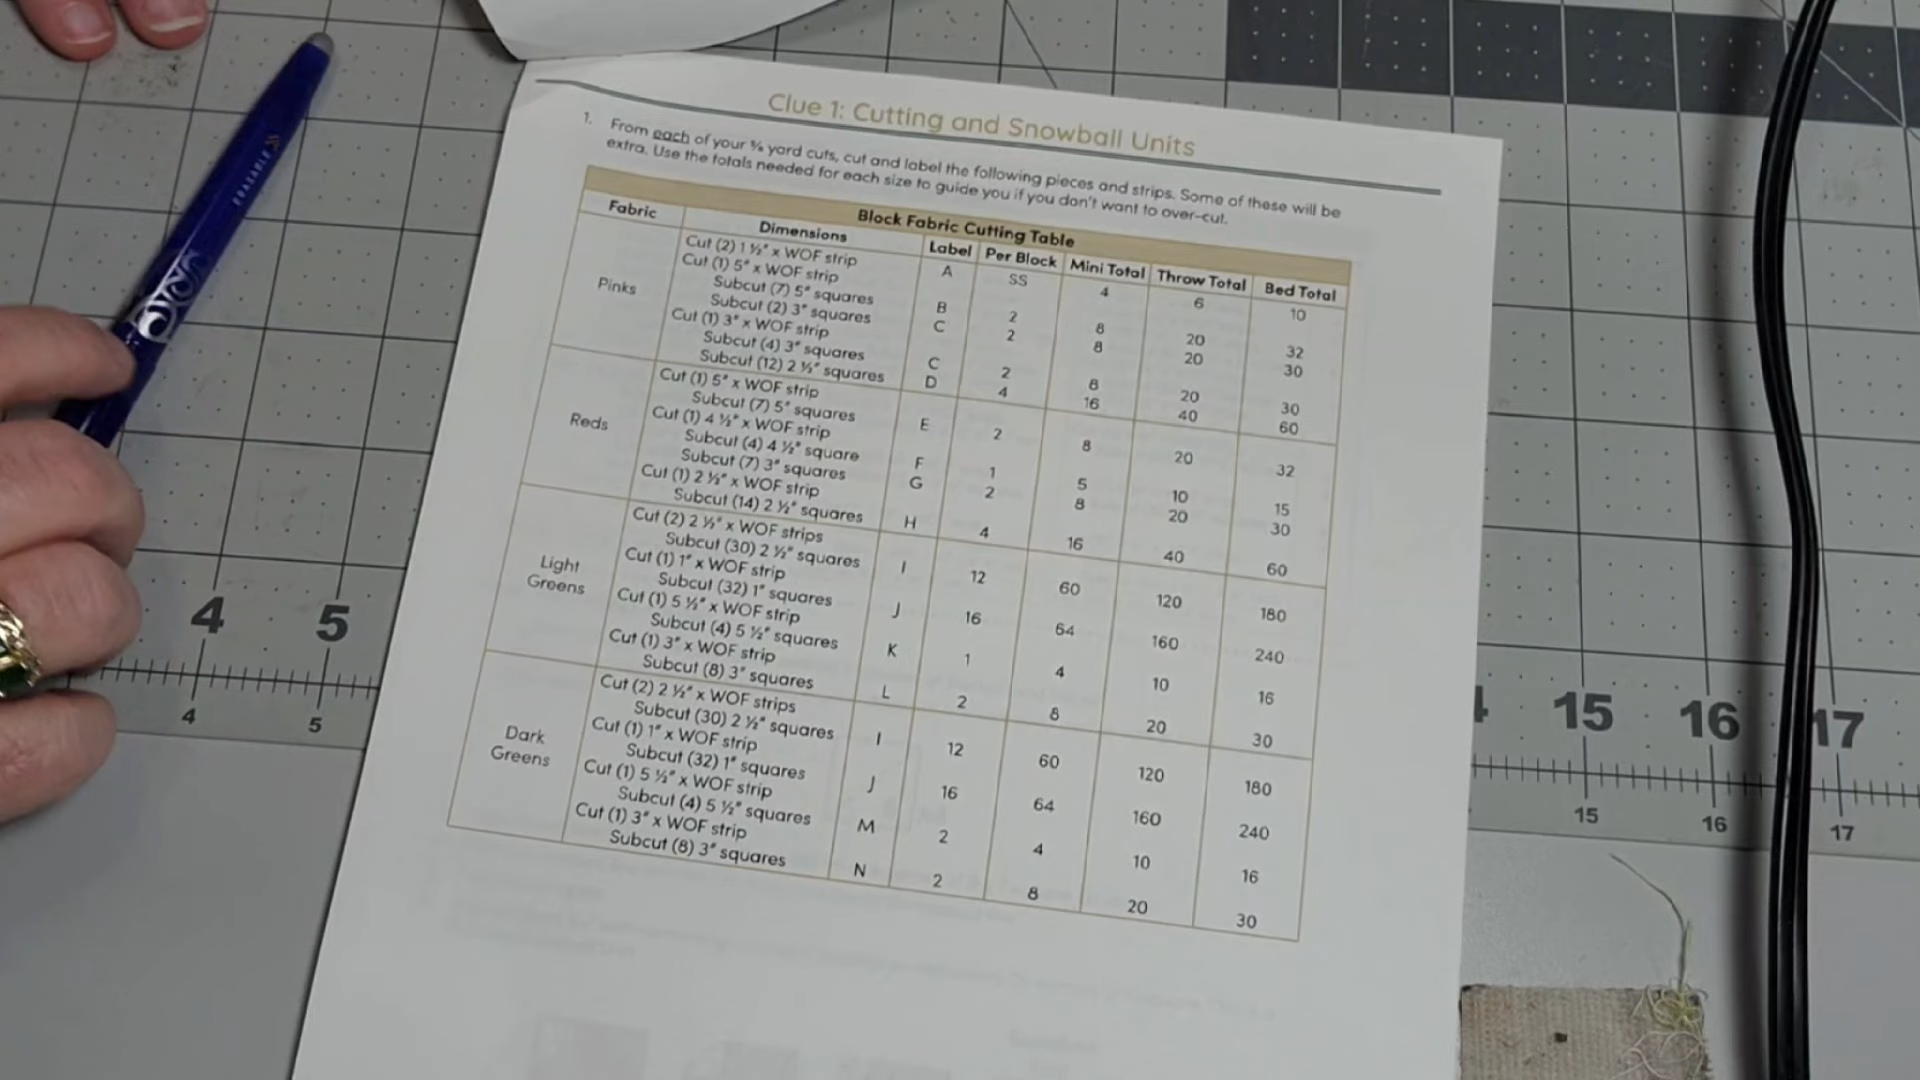 Clue 1: Cutting and Snowball Units
1. From each of your ⅝ yard cuts, cut and label the following pieces and strips. Some of these will be
extra. Use the totals needed for each size to guide you if you don't want to over-cut.
Block Fabric Cutting Table
Fabric Dimensions Label Per Block Mini Total Throw Total Bed Total
Pinks
Cut (2) 1 ½" x WOF strip A SS 4 6 10
Cut (1) 5" x WOF strip
Subcut (7) 5" squares B 2 8 20 32
Subcut (2) 3" squares C 2 8 20 30
Cut (1) 3" x WOF strip
Subcut (4) 3" squares C 2 8 20 30
Subcut (12) 2 ½" squares D 4 16 40 60
Reds
Cut (1) 5" x WOF strip
Subcut (7) 5" squares E 2 8 20 32
Cut (1) 4 ½" x WOF strip
Subcut (4) 4 ½" square F 1 5 10 15
Subcut (7) 3" squares G 2 8 20 30
Cut (1) 2 ½" x WOF strip
Subcut (14) 2 ½" squares H 4 16 40 60
Light
Greens
Cut (2) 2 ½" x WOF strips
Subcut (30) 2 ½" squares I 12 60 120 180
Cut (1) 1" x WOF strip
Subcut (32) 1" squares J 16 64 160 240
Cut (1) 5 ½" x WOF strip
Subcut (4) 5 ½" squares K 1 4 10 16
Cut (1) 3" x WOF strip
Subcut (8) 3" squares L 2 8 20 30
Dark
Greens
Cut (2) 2 ½" x WOF strips
Subcut (30) 2 ½" squares I 12 60 120 180
Cut (1) 1" x WOF strip
Subcut (32) 1" squares J 16 64 160 240
Cut (1) 5 ½" x WOF strip
Subcut (4) 5 ½" squares M 2 4 10 16
Cut (1) 3" x WOF strip
Subcut (8) 3" squares N 2 8 20 30
ERASABLE
4 5
4 5
15 16 17
15 16 17